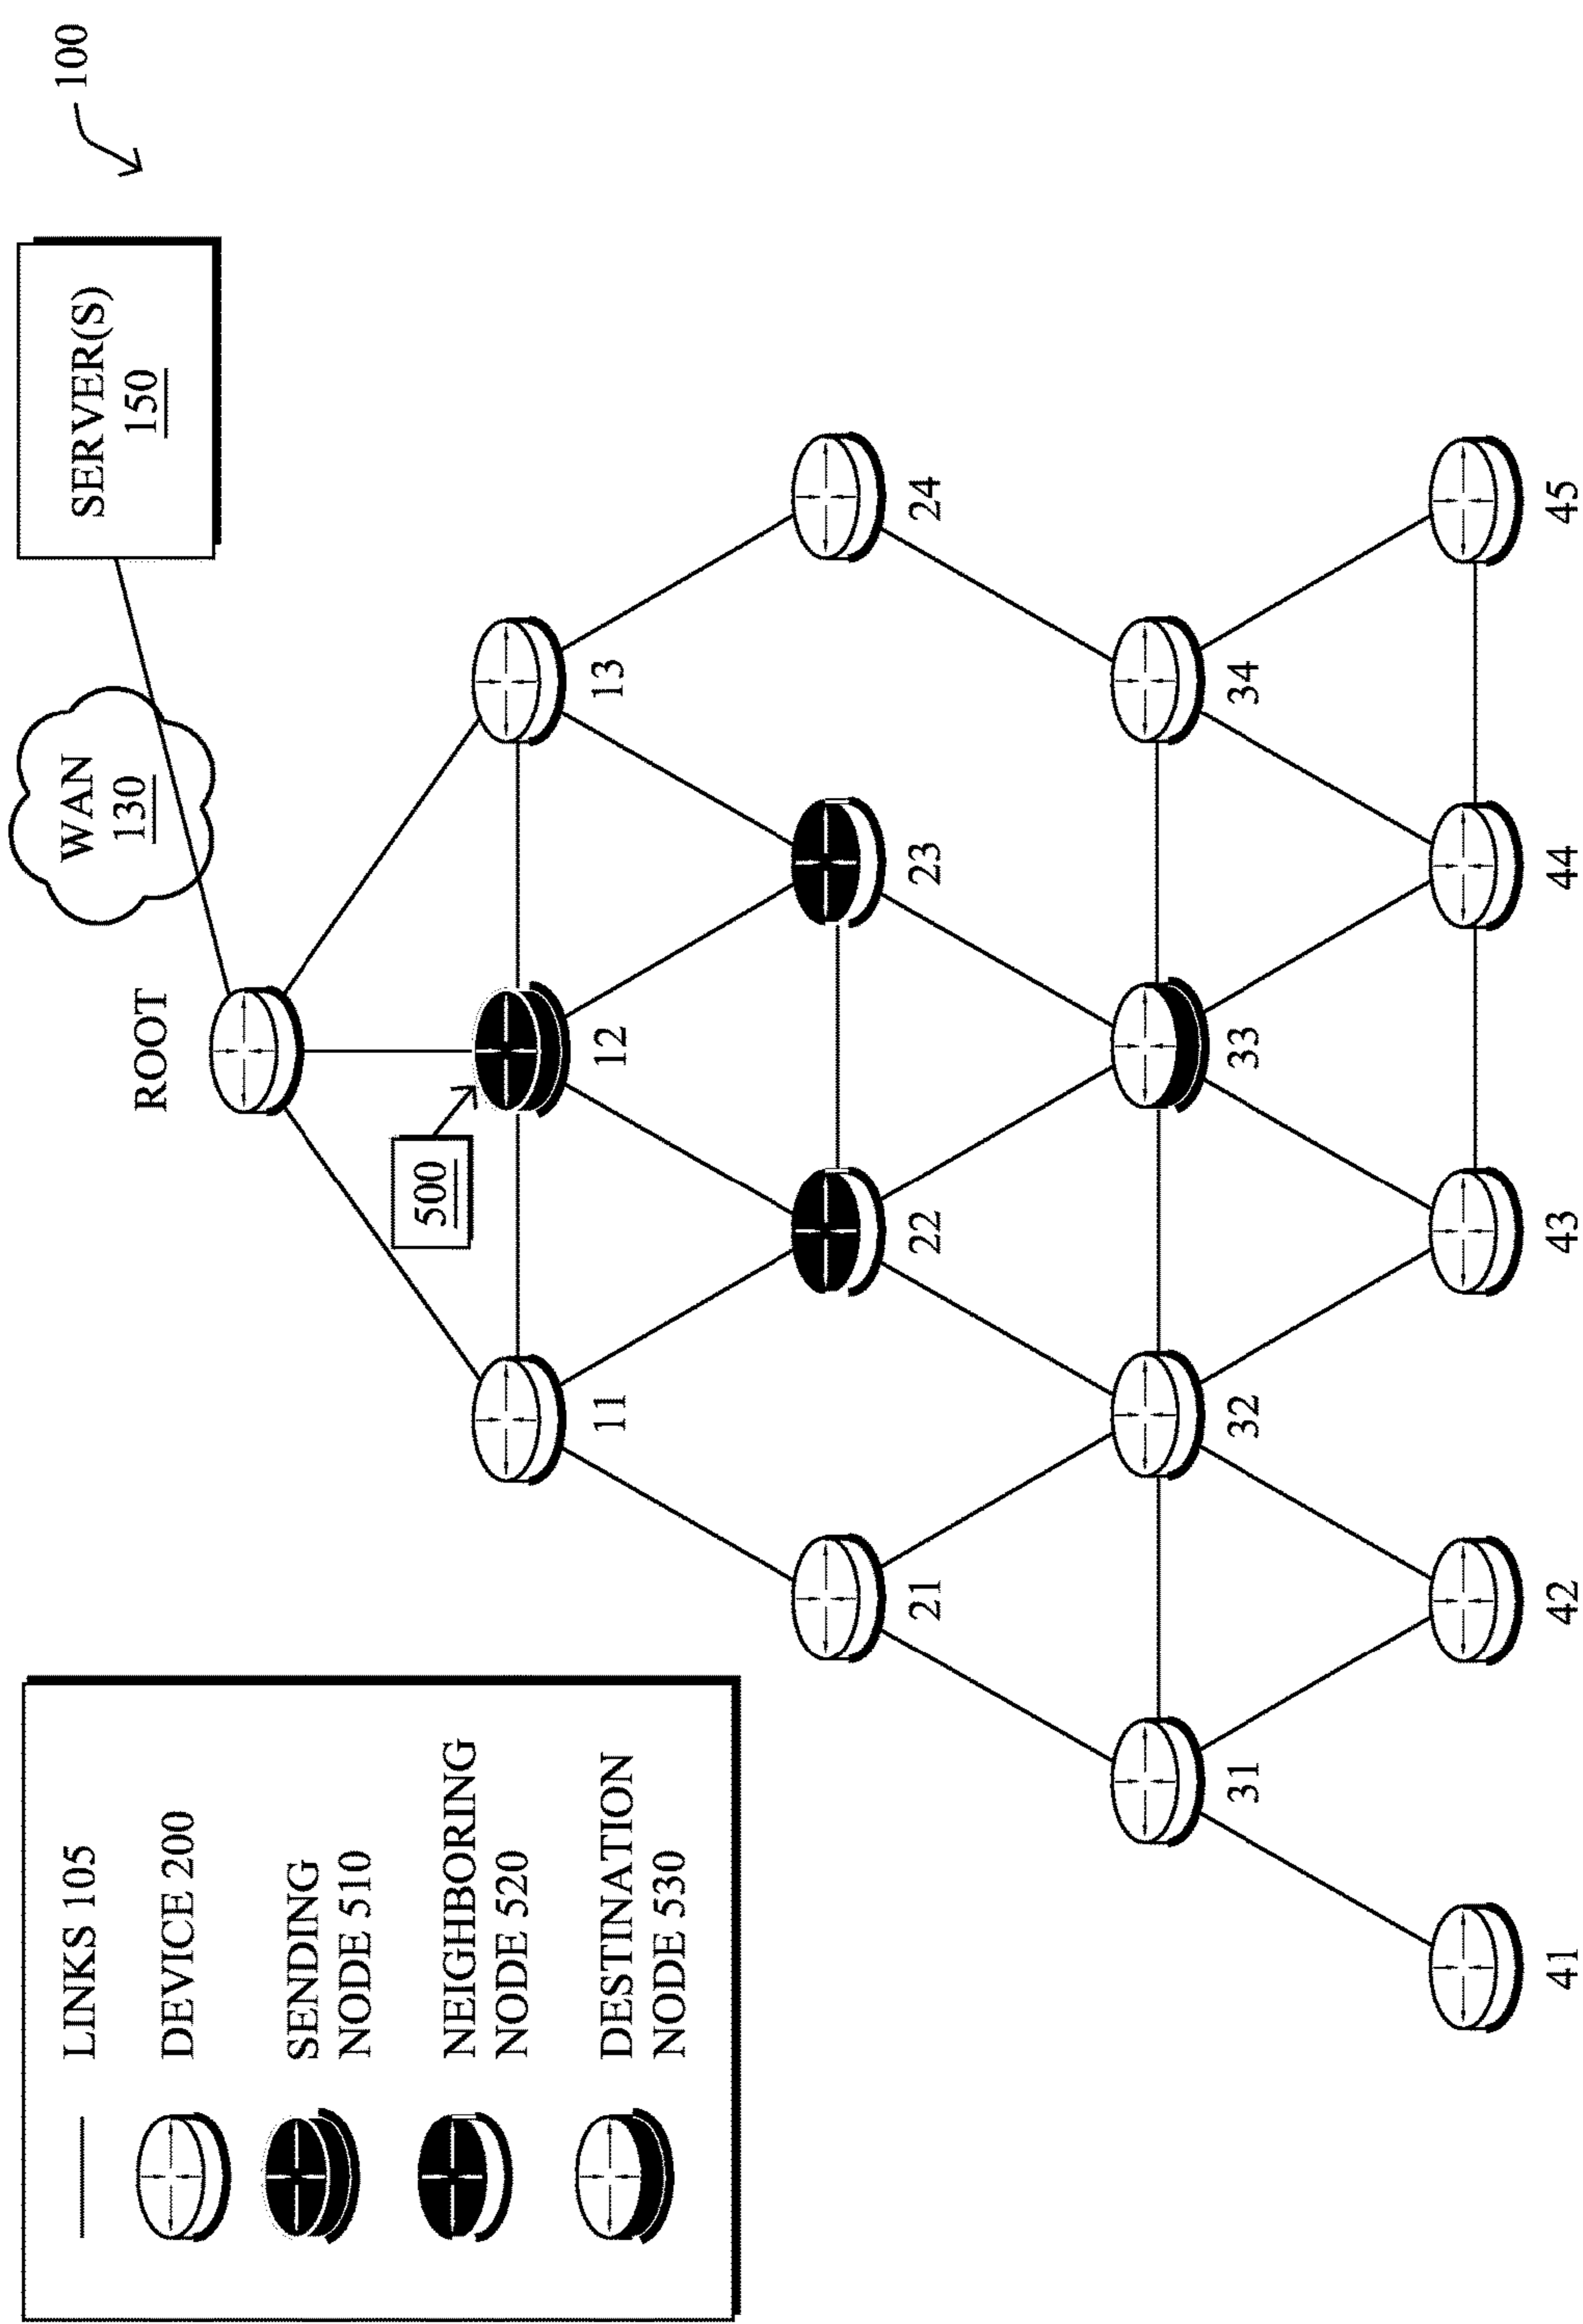 100
SERVER(S)
150
WAN
130
ROOT
500
11
12
13
21
22
23
24
31
32
33
34
41
42
43
44
45
LINKS 105
DEVICE 200
SENDING
NODE 510
NEIGHBORING
NODE 520
DESTINATION
NODE 530